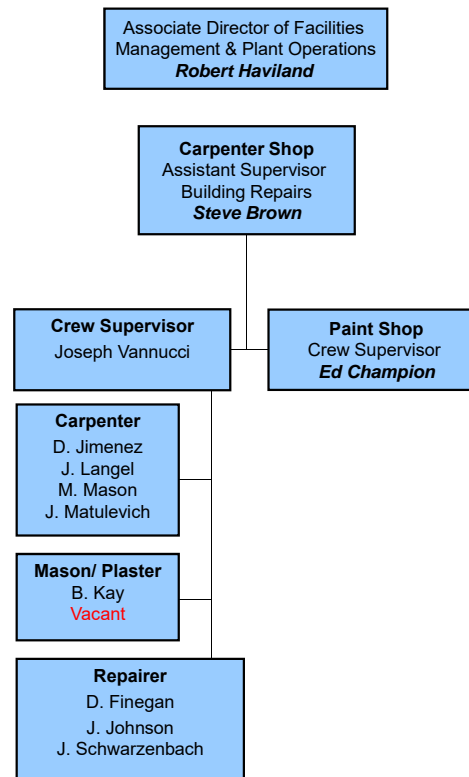 Associate Director of Facilities
Management & Plant Operations
Robert Haviland
Carpenter Shop
Assistant Supervisor
Building Repairs
Steve Brown
Crew Supervisor
Joseph Vannucci
Paint Shop
Crew Supervisor
Ed Champion
Carpenter
D. Jimenez
J. Langel
M. Mason
J. Matulevich
Mason/ Plaster
B. Kay
Vacant
Repairer
D. Finegan
J. Johnson
J. Schwarzenbach